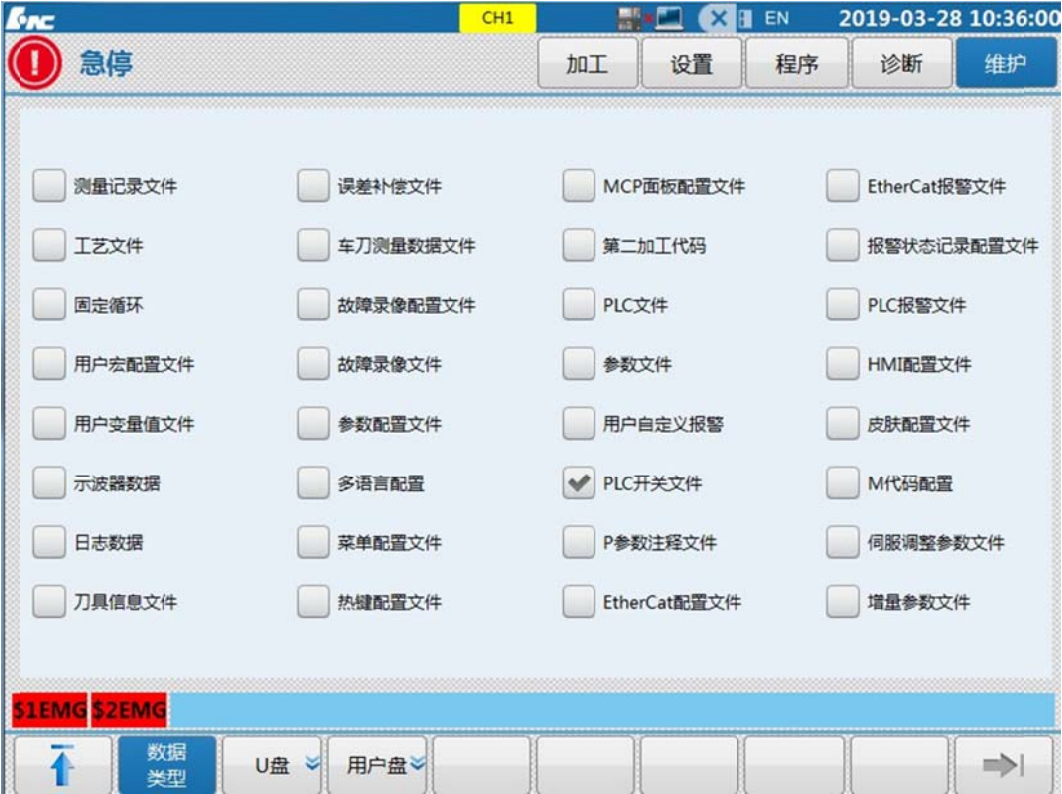 HNC
CH1
EN
2019-03-28 10:36:00
急停
加工
设置
程序
诊断
维护
测量记录文件
误差补偿文件
MCP面板配置文件
EtherCat报警文件
工艺文件
车刀测量数据文件
第二加工代码
报警状态记录配置文件
固定循环
故障录像配置文件
PLC文件
PLC报警文件
用户宏配置文件
故障录像文件
参数文件
HMI配置文件
用户变量值文件
参数配置文件
用户自定义报警
皮肤配置文件
示波器数据
多语言配置
PLC开关文件
M代码配置
日志数据
菜单配置文件
P参数注释文件
伺服调整参数文件
刀具信息文件
热键配置文件
EtherCat配置文件
增量参数文件
$1EMG
$2EMG
数据
类型
U盘
用户盘